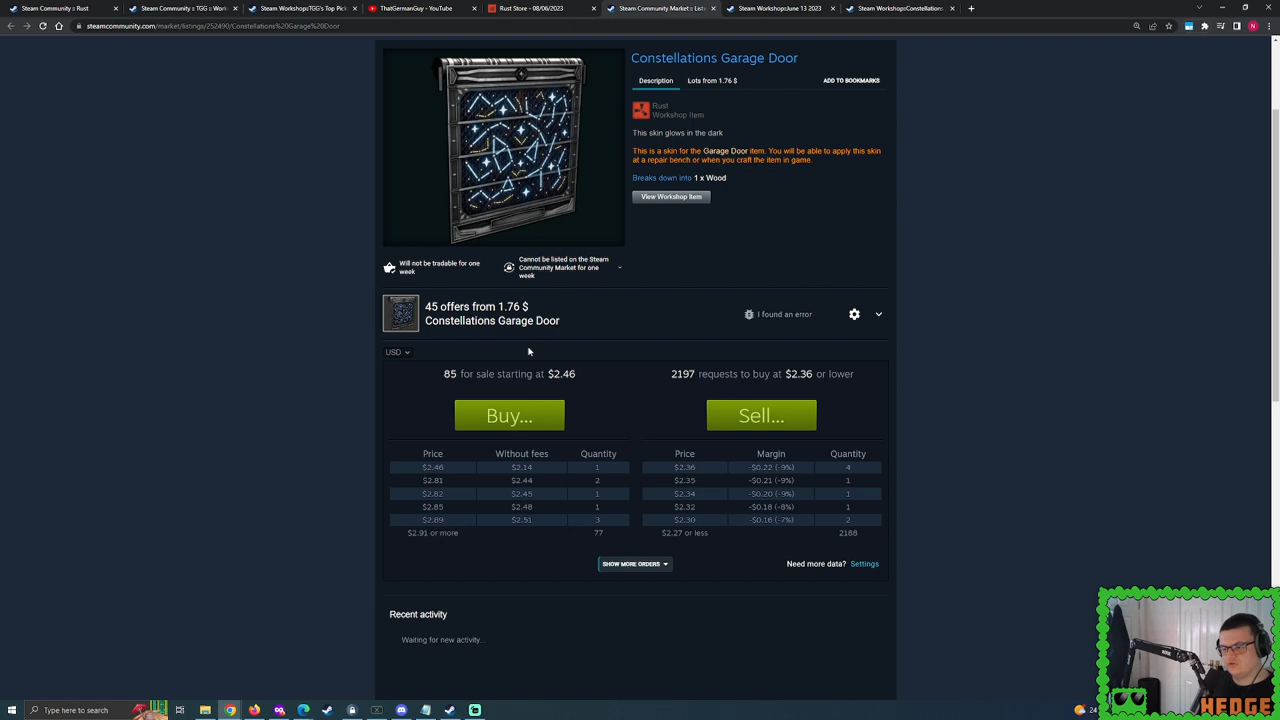 Steam Community :: Rust
Steam Community :: TGG :: W
Steam Workshop::TGG's Top Pick
ThatGermanGuy - YouTube
Rust Store - 08/06/2023
Steam Community Market :: Listi
Steam Workshop::June 13 2023
Steam Workshop::Constellations
steamcommunity.com/market/listings/252490/Constellations%20Garage%20Door
Constellations Garage Door
Description
Lots from 1.76 $
ADD TO BOOKMARKS
Rust
Workshop Item
This skin glows in the dark
This is a skin for the Garage Door item. You will be able to apply this skin
at a repair bench or when you craft the item in game.
Breaks down into 1 x Wood
View Workshop Item
Will not be tradable for one
week
Cannot be listed on the Steam
Community Market for one
week
45 offers from 1.76 $
Constellations Garage Door
I found an error
USD
85 for sale starting at $2.46
2197 requests to buy at $2.36 or lower
Buy...
Sell...
Price Without fees Quantity
$2.46 $2.14 1
$2.81 $2.44 2
$2.82 $2.45 1
$2.85 $2.48 1
$2.89 $2.51 3
$2.91 or more 77
Price Margin Quantity
$2.36 -$0.22 (-9%) 4
$2.35 -$0.21 (-9%) 1
$2.34 -$0.20 (-9%) 1
$2.32 -$0.18 (-8%) 1
$2.30 -$0.16 (-7%) 2
$2.27 or less 2188
SHOW MORE ORDERS
Need more data? Settings
Recent activity
Waiting for new activity...
HEDGE
Type here to search
24